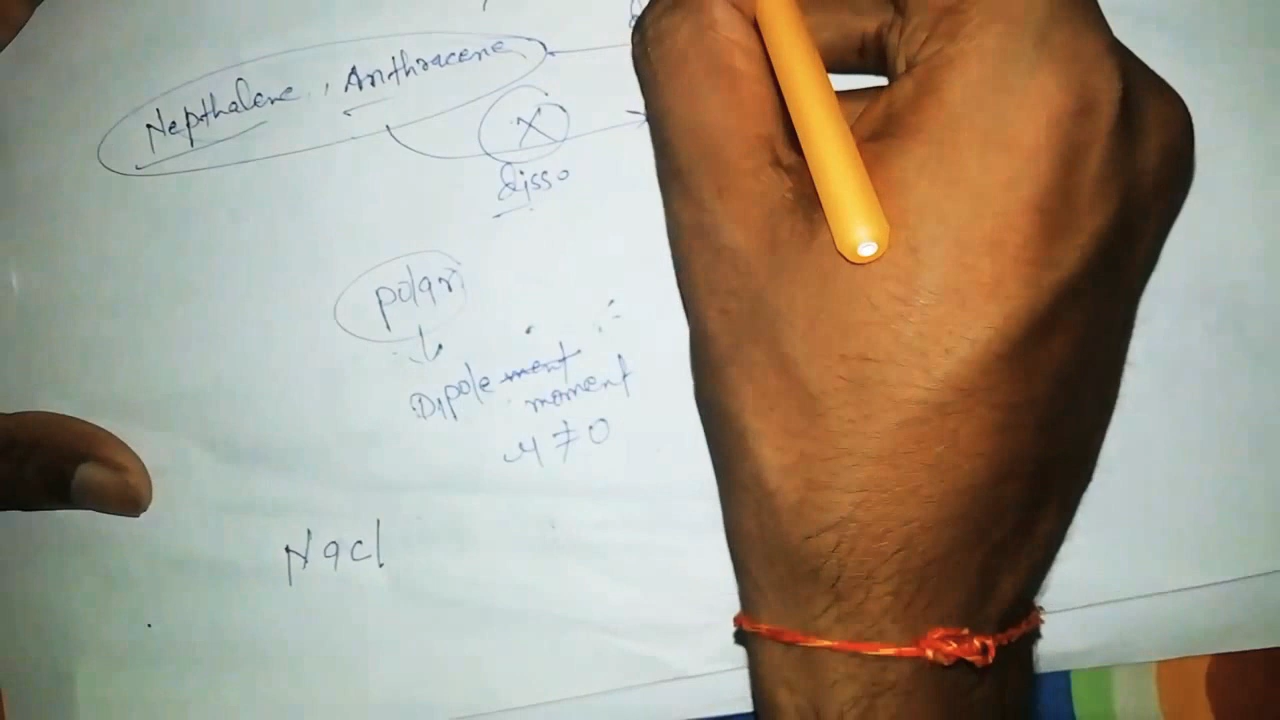 Nepthalene, Anthracene
X
disso
polar
Dipole ment
moment
μ ≠ 0
Nacl